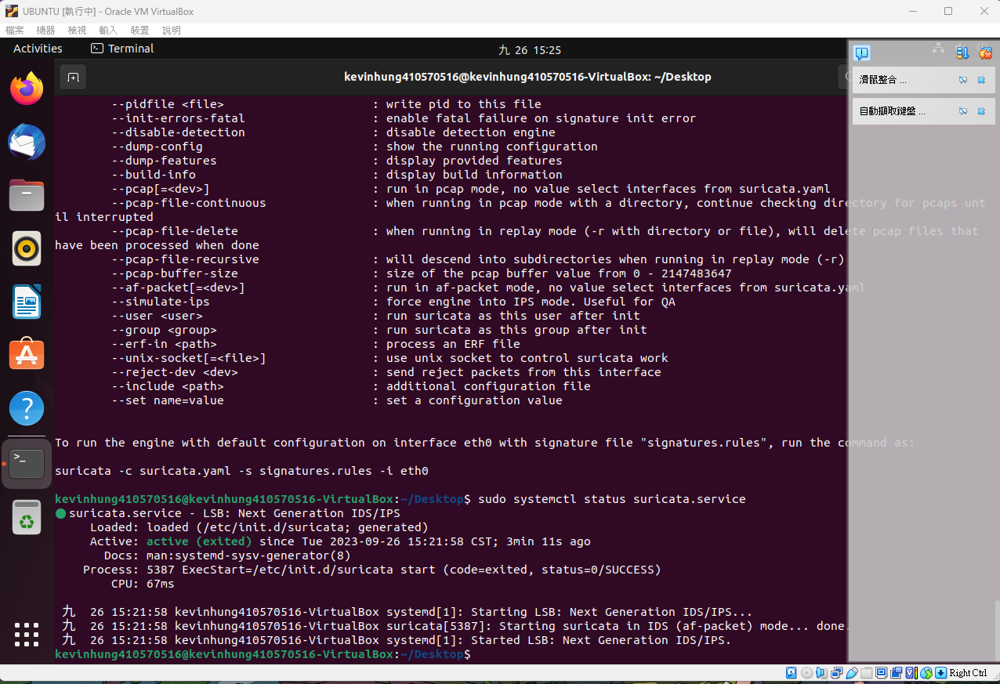 UBUNTU [執行中] - Oracle VM VirtualBox
檔案 機器 檢視 輸入 裝置 說明
Activities Terminal 九 26 15:25
kevinhung410570516@kevinhung410570516-VirtualBox: ~/Desktop
滑鼠整合 ...
自動擷取鍵盤 ...
--pidfile <file> : write pid to this file
--init-errors-fatal : enable fatal failure on signature init error
--disable-detection : disable detection engine
--dump-config : show the running configuration
--dump-features : display provided features
--build-info : display build information
--pcap[=<dev>] : run in pcap mode, no value select interfaces from suricata.yaml
--pcap-file-continuous : when running in pcap mode with a directory, continue checking directory for pcaps unt
il interrupted
--pcap-file-delete : when running in replay mode (-r with directory or file), will delete pcap files that
have been processed when done
--pcap-file-recursive : will descend into subdirectories when running in replay mode (-r)
--pcap-buffer-size : size of the pcap buffer value from 0 - 2147483647
--af-packet[=<dev>] : run in af-packet mode, no value select interfaces from suricata.yaml
--simulate-ips : force engine into IPS mode. Useful for QA
--user <user> : run suricata as this user after init
--group <group> : run suricata as this group after init
--erf-in <path> : process an ERF file
--unix-socket[=<file>] : use unix socket to control suricata work
--reject-dev <dev> : send reject packets from this interface
--include <path> : additional configuration file
--set name=value : set a configuration value
To run the engine with default configuration on interface eth0 with signature file "signatures.rules", run the command as:
suricata -c suricata.yaml -s signatures.rules -i eth0
kevinhung410570516@kevinhung410570516-VirtualBox:~/Desktop$ sudo systemctl status suricata.service
suricata.service - LSB: Next Generation IDS/IPS
Loaded: loaded (/etc/init.d/suricata; generated)
Active: active (exited) since Tue 2023-09-26 15:21:58 CST; 3min 11s ago
Docs: man:systemd-sysv-generator(8)
Process: 5387 ExecStart=/etc/init.d/suricata start (code=exited, status=0/SUCCESS)
CPU: 67ms
九 26 15:21:58 kevinhung410570516-VirtualBox systemd[1]: Starting LSB: Next Generation IDS/IPS...
九 26 15:21:58 kevinhung410570516-VirtualBox suricata[5387]: Starting suricata in IDS (af-packet) mode... done.
九 26 15:21:58 kevinhung410570516-VirtualBox systemd[1]: Started LSB: Next Generation IDS/IPS.
kevinhung410570516@kevinhung410570516-VirtualBox:~/Desktop$
Right Ctrl